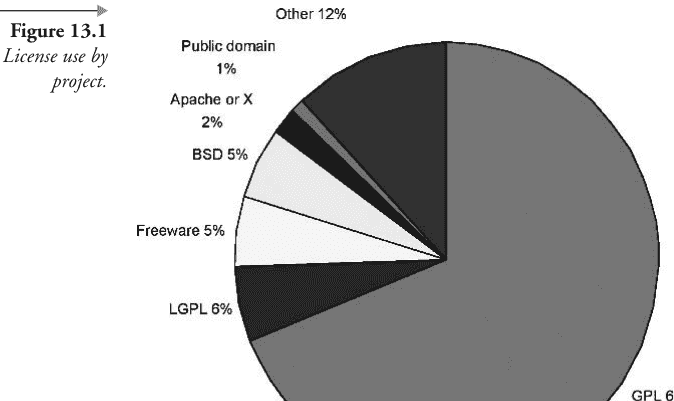 Figure 13.1
License use by
project.
Other 12%
Public domain
1%
Apache or X
2%
BSD 5%
Freeware 5%
LGPL 6%
GPL 6